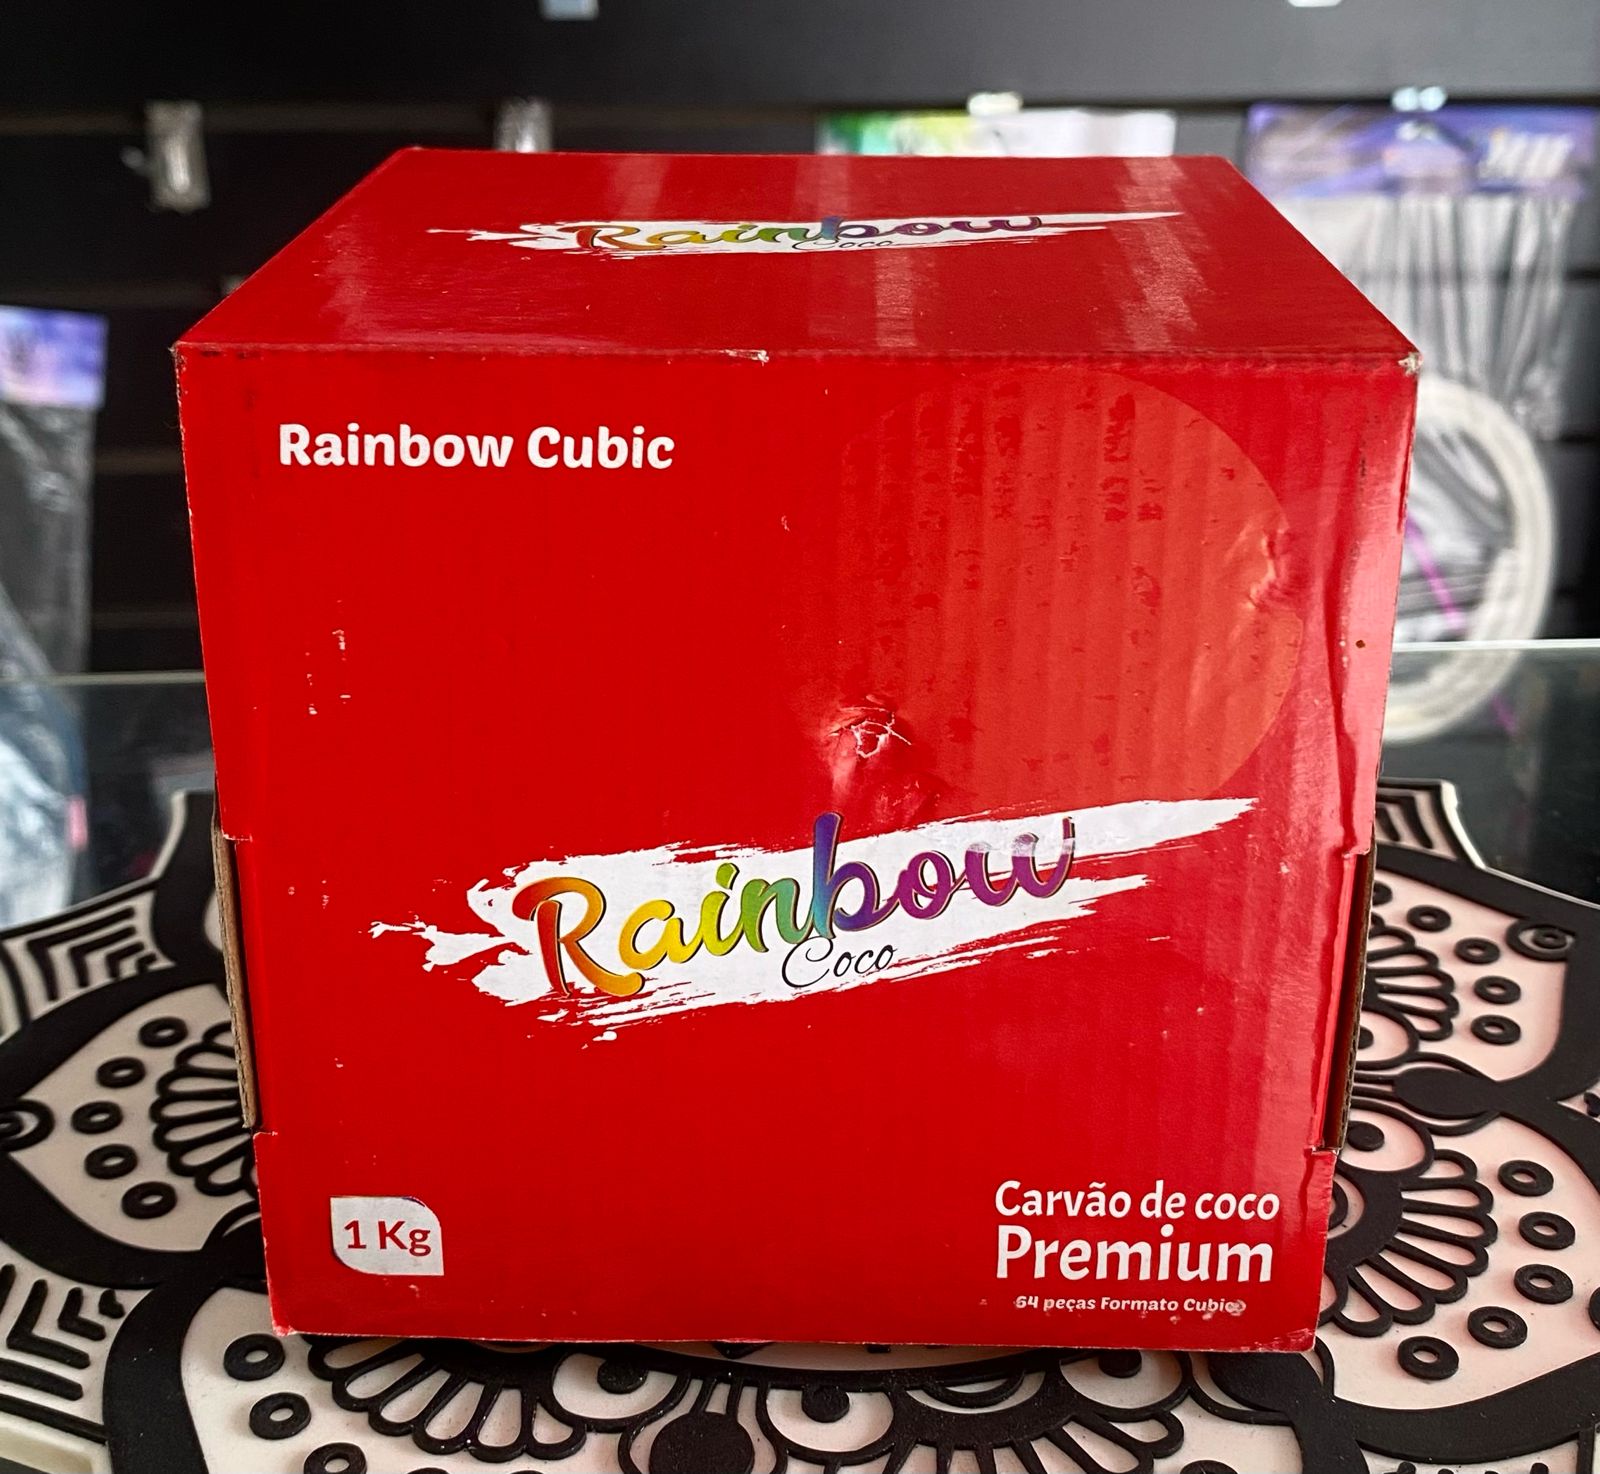 Rainbow
Coco
Rainbow Cubic
Rainbow
Coco
1 Kg
Carvão de coco
Premium
64 peças Formato Cubico